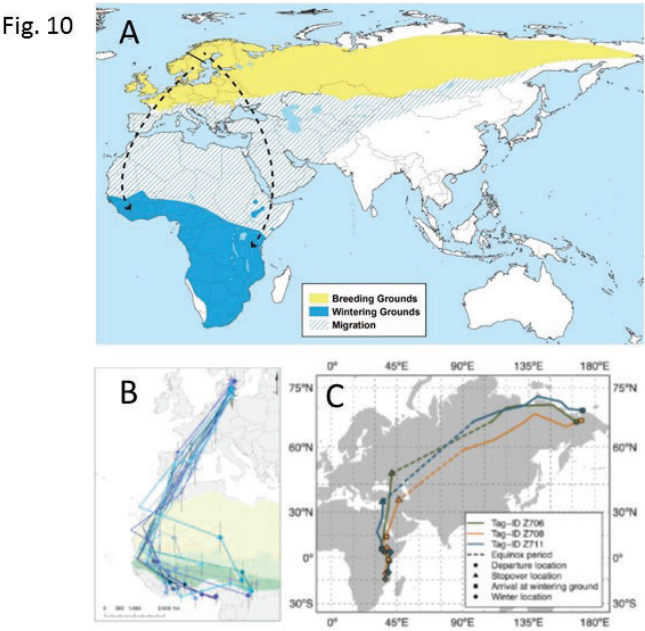 Fig. 10
A
Breeding Grounds
Wintering Grounds
Migration
B
C
0° 45°E 90°E 135°E 180°E
75°N
60°N
30°N
0°
30°S
75°N
60°N
30°N
0°
30°S
Tag-ID Z706
Tag-ID Z708
Tag-ID Z711
Equinox period
Departure location
Stopover location
Arrival at wintering ground
Winter location
0° 45°E 90°E 135°E 180°E